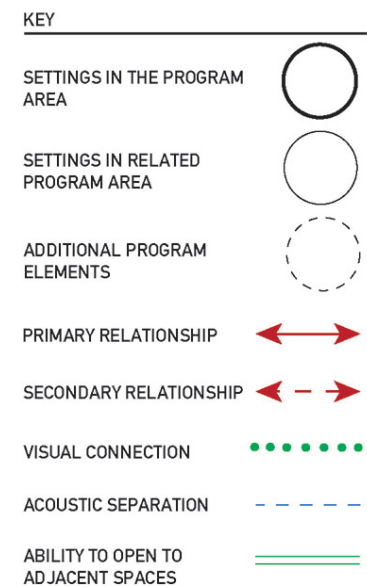 KEY
SETTINGS IN THE PROGRAM
AREA
SETTINGS IN RELATED
PROGRAM AREA
ADDITIONAL PROGRAM
ELEMENTS
PRIMARY RELATIONSHIP
SECONDARY RELATIONSHIP
VISUAL CONNECTION
ACOUSTIC SEPARATION
ABILITY TO OPEN TO
ADJACENT SPACES